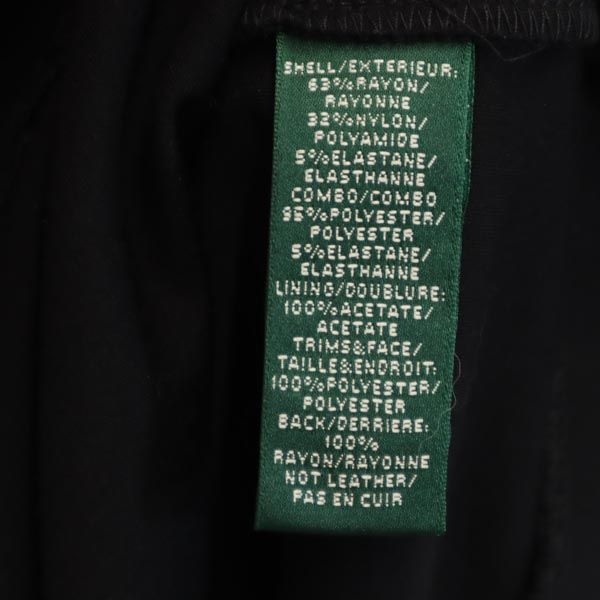 SHELL/EXTERIEUR:
63%RAYON/
RAYONNE
32%NYLON/
POLYAMIDE
5%ELASTANE/
ELASTHANNE
COMBO/COMBO
95%POLYESTER/
POLYESTER
5%ELASTANE/
ELASTHANNE
LINING/DOUBLURE:
100%ACETATE/
ACETATE
TRIMS&FACE/
TAILLE&ENDROIT:
100%POLYESTER/
POLYESTER
BACK/DERRIERE:
100%
RAYON/RAYONNE
NOT LEATHER/
PAS EN CUIR